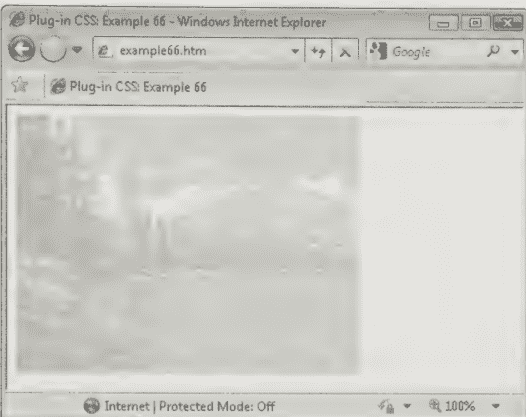 Plug-in CSS: Example 66 - Windows Internet Explorer
example66.htm
Google
Plug-in CSS: Example 66
Internet | Protected Mode: Off
100%